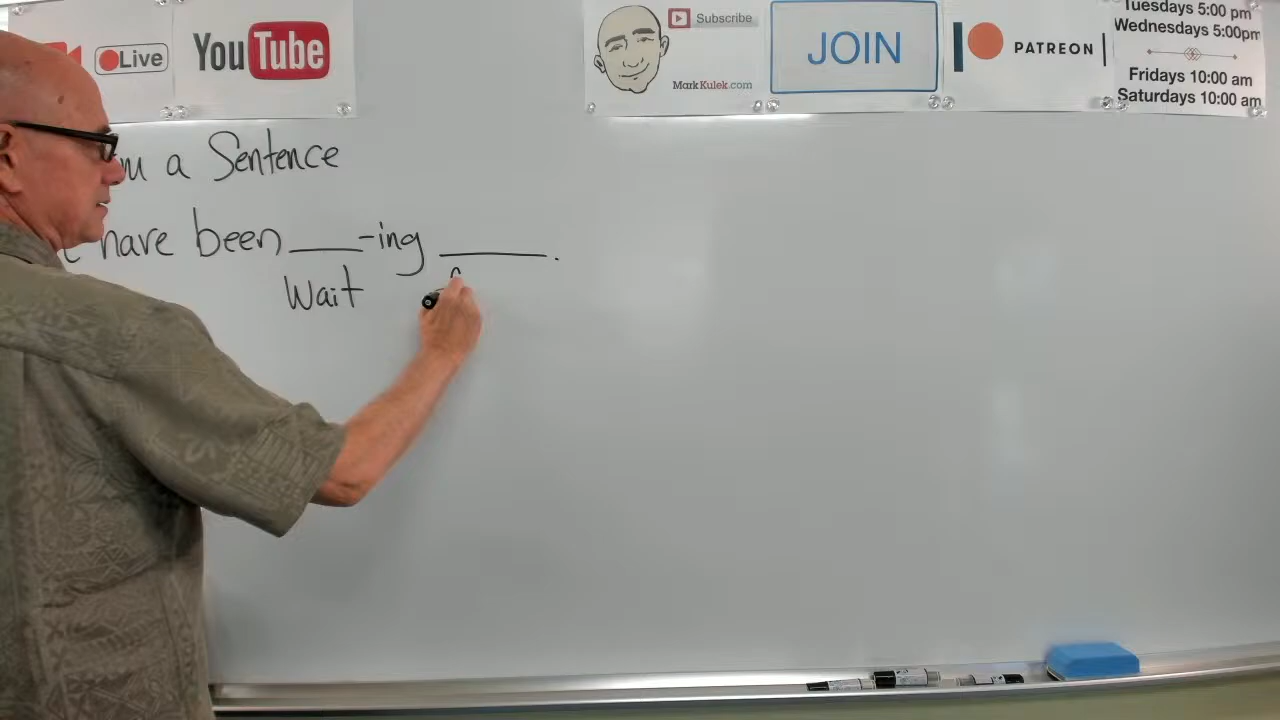 Live
YouTube
Subscribe
MarkKulek.com
JOIN
PATREON
Tuesdays 5:00 pm
Wednesdays 5:00pm
Fridays 10:00 am
Saturdays 10:00 am
a Sentence
have been ____-ing ______.
Wait